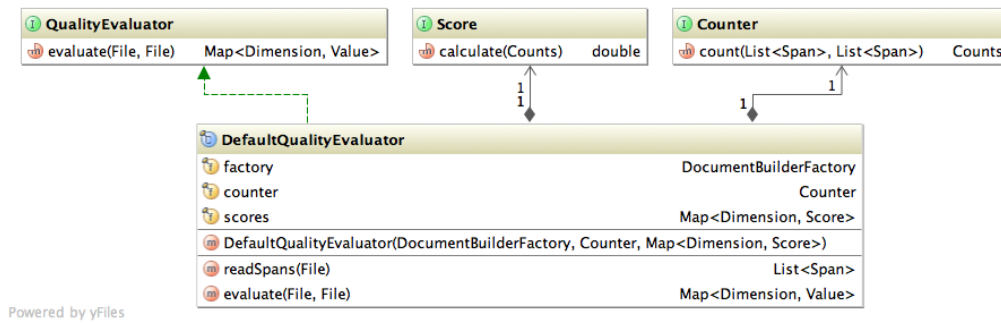 QualityEvaluator
evaluate(File, File) Map<Dimension, Value>
Score
calculate(Counts) double
Counter
count(List<Span>, List<Span>) Counts
1
1
1
1
DefaultQualityEvaluator
factory DocumentBuilderFactory
counter Counter
scores Map<Dimension, Score>
DefaultQualityEvaluator(DocumentBuilderFactory, Counter, Map<Dimension, Score>)
readSpans(File) List<Span>
evaluate(File, File) Map<Dimension, Value>
Powered by yFiles